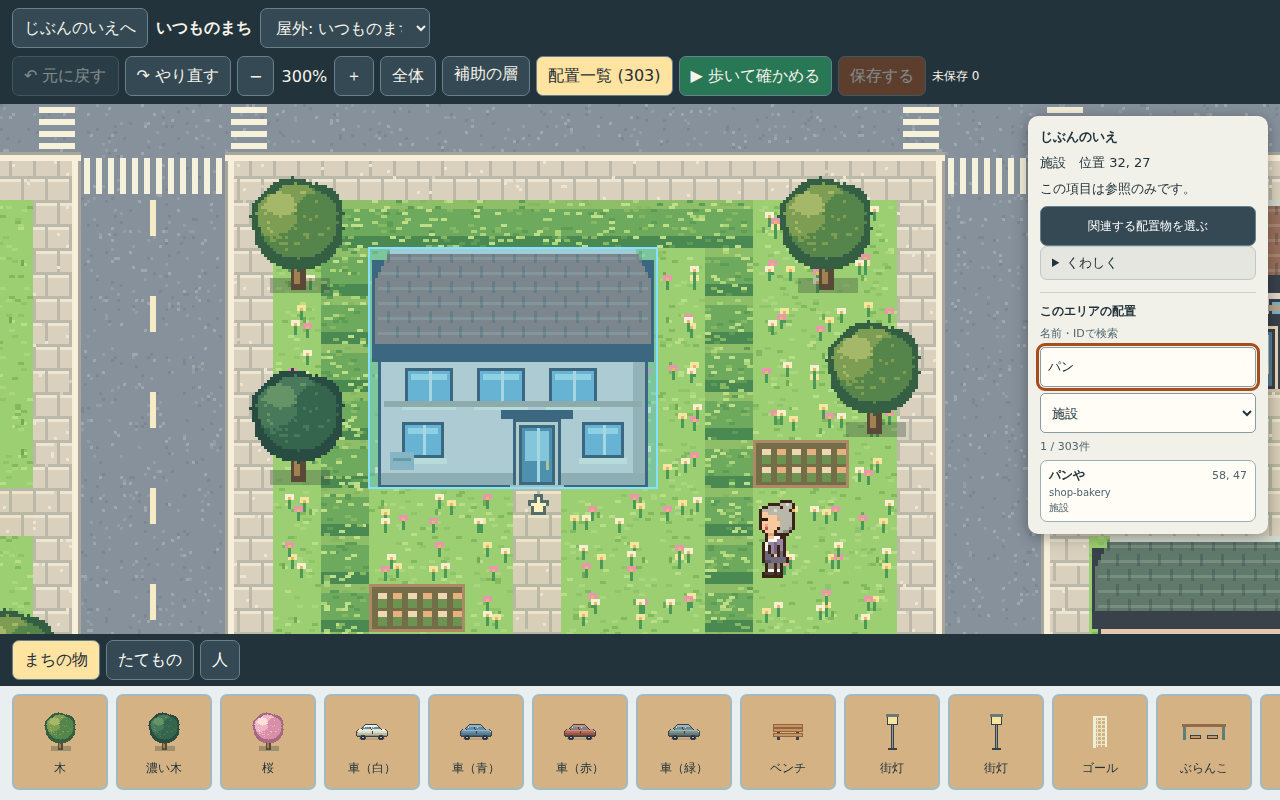 じぶんのいえへ いつものまち 屋外: いつものまち
↶ 元に戻す ↷ やり直す − 300% ＋ 全体 補助の層 配置一覧 (303) ▶ 歩いて確かめる 保存する 未保存 0
じぶんのいえ
施設 位置 32, 27
この項目は参照のみです。
関連する配置物を選ぶ
▶ くわしく
このエリアの配置
名前・IDで検索
パン
施設
1 / 303件
パンや 58, 47
shop-bakery
施設
まちの物 たてもの 人
木 濃い木 桜 車（白） 車（青） 車（赤） 車（緑） ベンチ 街灯 街灯 ゴール ぶらんこ